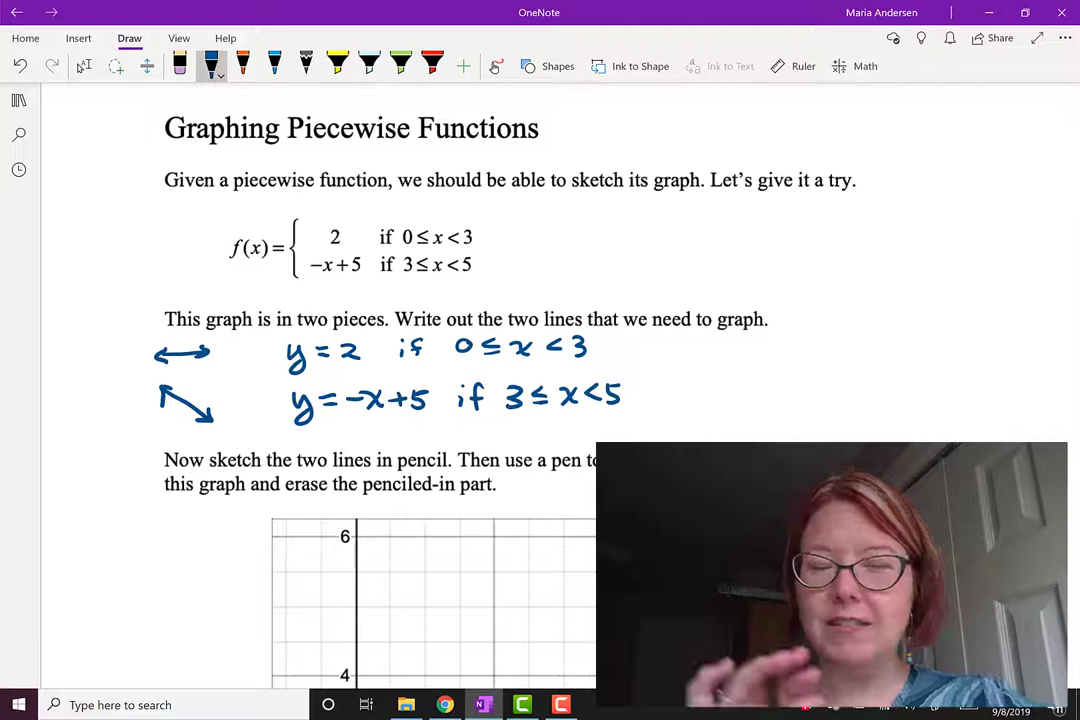 OneNote
Maria Andersen
Home Insert Draw View Help
Share
Shapes Ink to Shape Ink to Text Ruler Math
Graphing Piecewise Functions
Given a piecewise function, we should be able to sketch its graph. Let’s give it a try.
f(x)= { 2 if 0≤x<3
−x+5 if 3≤x<5
This graph is in two pieces. Write out the two lines that we need to graph.
y=2 if 0≤x<3
y=−x+5 if 3≤x<5
Now sketch the two lines in pencil. Then use a pen to
this graph and erase the penciled-in part.
6
4
Type here to search
9/8/2019